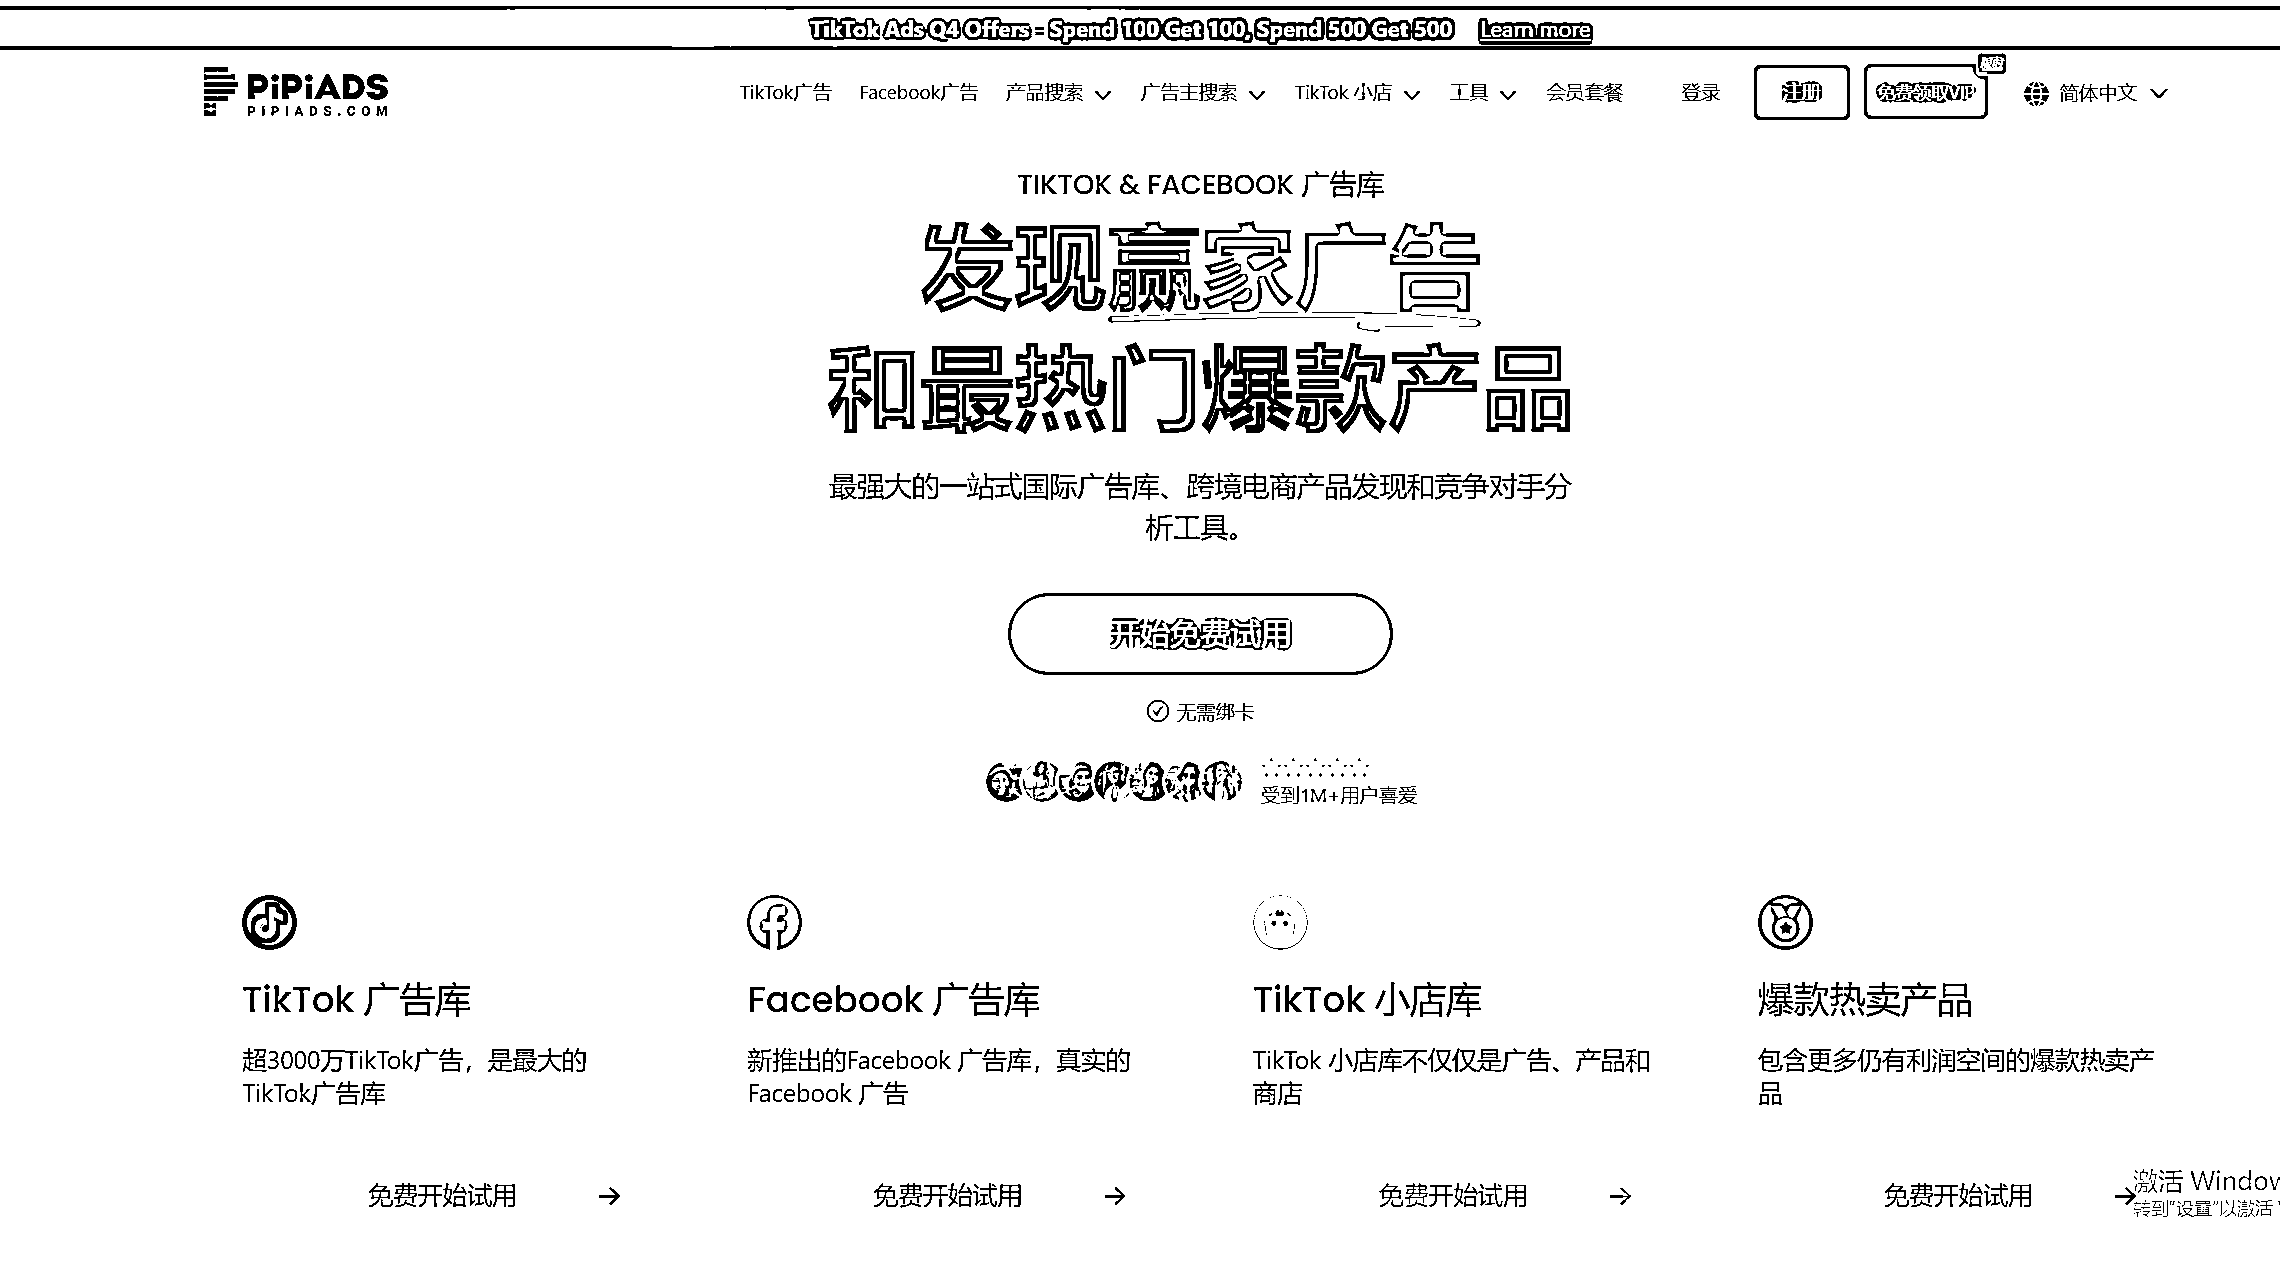 TikTok Ads Q4 Offers = Spend 100 Get 100, Spend 500 Get 500 Learn more
PiPiADS
PIPIADS.COM
TikTok广告 Facebook广告 产品搜索 广告主搜索 TikTok 小店 工具 会员套餐 登录 注册 免费领取VIP 简体中文
TIKTOK & FACEBOOK 广告库
发现赢家广告
和最热门爆款产品
最强大的一站式国际广告库、跨境电商产品发现和竞争对手分
析工具。
开始免费试用
无需绑卡
受到1M+用户喜爱
TikTok 广告库
超3000万TikTok广告，是最大的
TikTok广告库
免费开始试用
Facebook 广告库
新推出的Facebook 广告库，真实的
Facebook 广告
免费开始试用
TikTok 小店库
TikTok 小店库不仅仅是广告、产品和
商店
免费开始试用
爆款热卖产品
包含更多仍有利润空间的爆款热卖产
品
免费开始试用
激活 Window
转到"设置"以激活